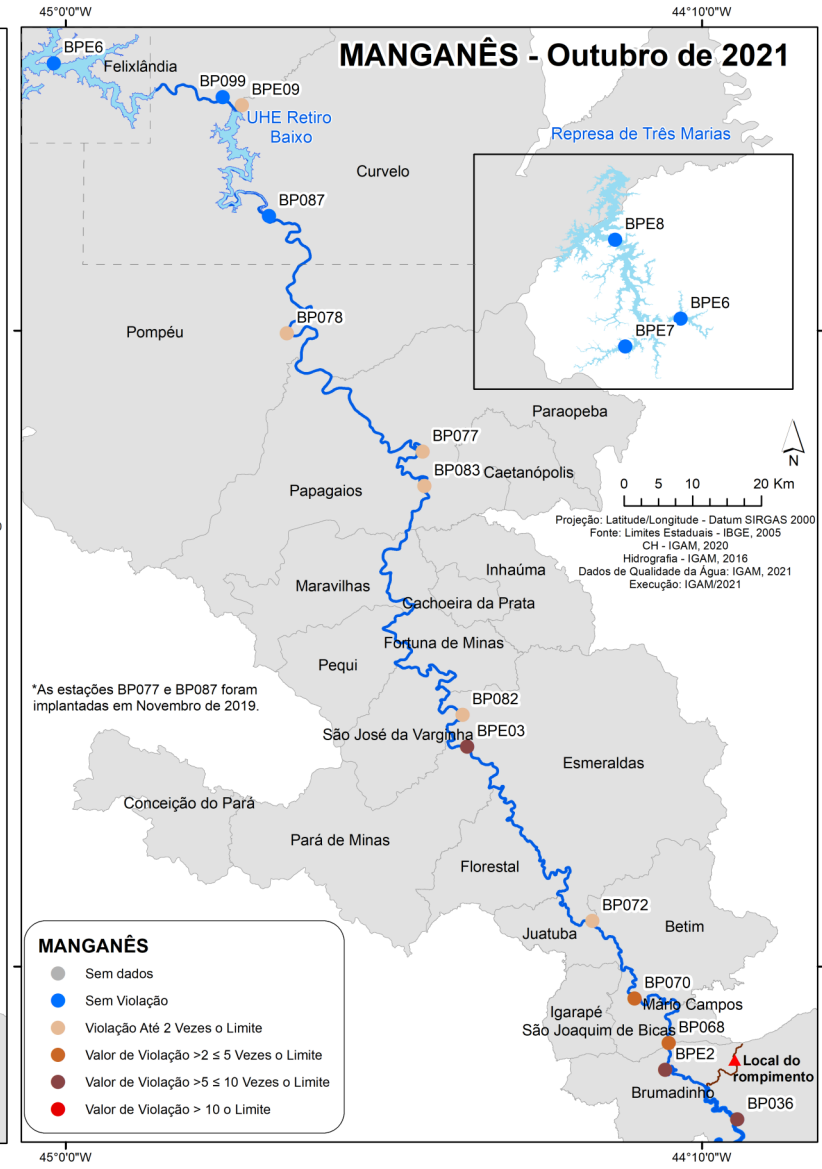 45°0'0"W
44°10'0"W
MANGANÊS - Outubro de 2021
BPE6
Felixlândia
BP099
BPE09
UHE Retiro
Baixo
Represa de Três Marias
Curvelo
BP087
BPE8
BPE6
BPE7
BP078
Pompéu
Paraopeba
BP077
BP083
Caetanópolis
Papagaios
N
0 5 10 20 Km
Projeção: Latitude/Longitude - Datum SIRGAS 2000
Fonte: Limites Estaduais - IBGE, 2005
CH - IGAM, 2020
Hidrografia - IGAM, 2016
Dados de Qualidade da Água: IGAM, 2021
Execução: IGAM/2021
Inhaúma
Maravilhas
Cachoeira da Prata
Fortuna de Minas
Pequi
*As estações BP077 e BP087 foram
implantadas em Novembro de 2019.
BP082
São José da Varginha
BPE03
Esmeraldas
Conceição do Pará
Pará de Minas
Florestal
BP072
Juatuba
Betim
BP070
Mário Campos
Igarapé
São Joaquim de Bicas
BP068
BPE2
Local do
rompimento
Brumadinho
BP036
MANGANÊS
Sem dados
Sem Violação
Violação Até 2 Vezes o Limite
Valor de Violação >2 ≤ 5 Vezes o Limite
Valor de Violação >5 ≤ 10 Vezes o Limite
Valor de Violação > 10 o Limite
45°0'0"W
44°10'0"W